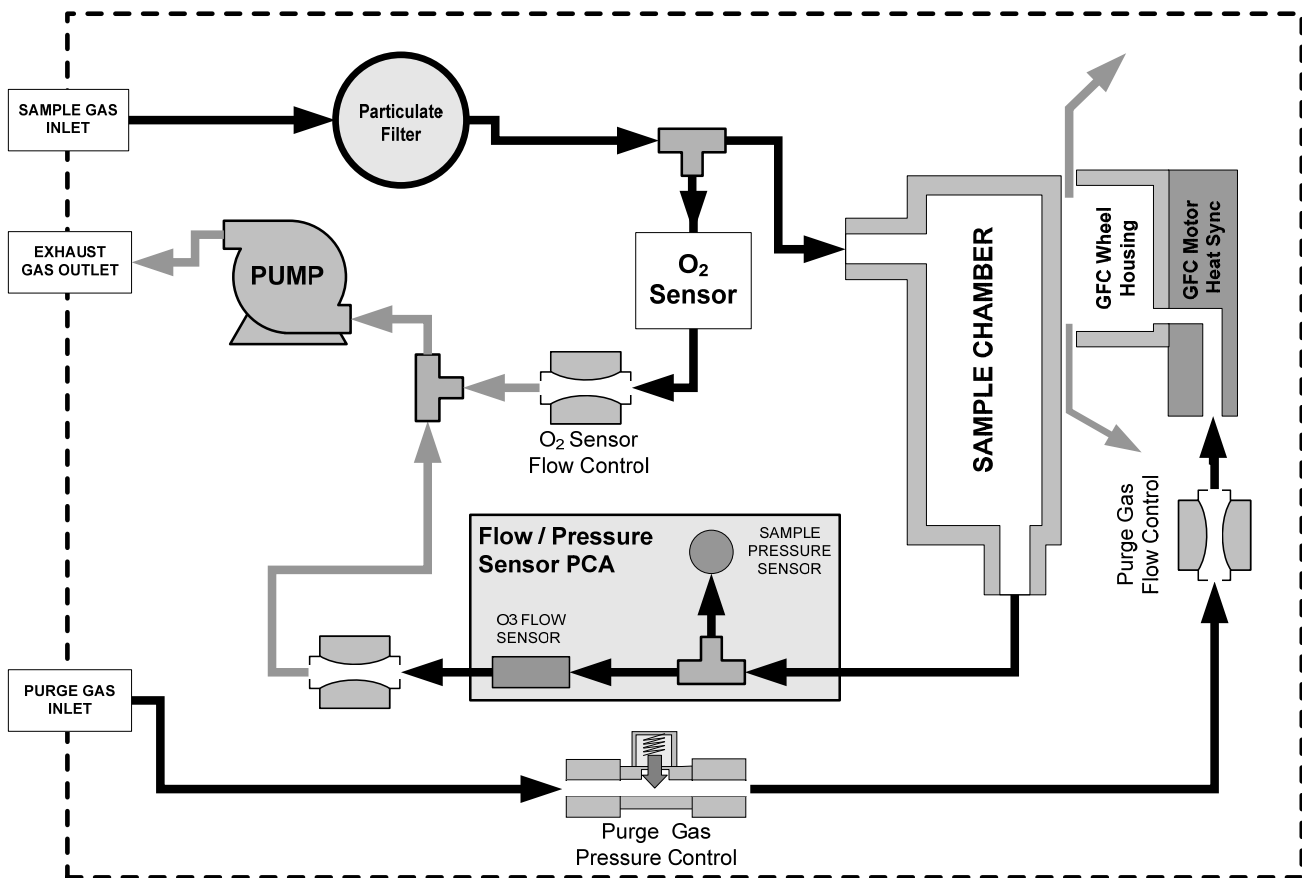 SAMPLE GAS
INLET
Particulate
Filter
EXHAUST
GAS OUTLET
PUMP
O₂
Sensor
SAMPLE CHAMBER
GFC Wheel
Housing
GFC Motor
Heat Sync
O₂ Sensor
Flow Control
Purge Gas
Flow Control
Flow / Pressure
Sensor PCA
SAMPLE
PRESSURE
SENSOR
O3 FLOW
SENSOR
PURGE GAS
INLET
Purge Gas
Pressure Control